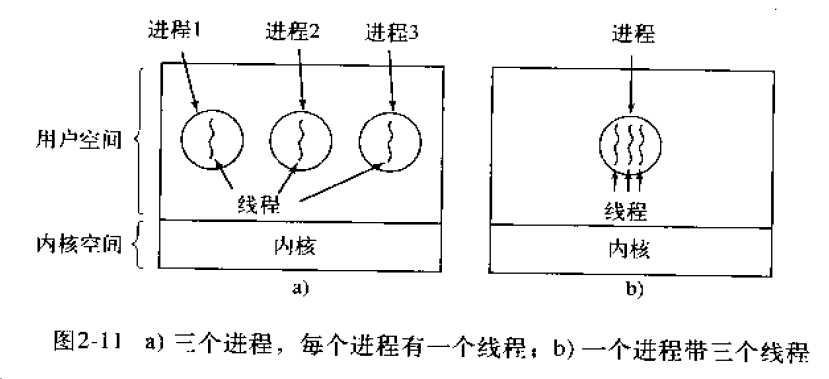 进程1 进程2 进程3 进程
用户空间
线程 线程
内核空间 内核 内核
a) b)
图2-11 a) 三个进程，每个进程有一个线程；b) 一个进程带三个线程